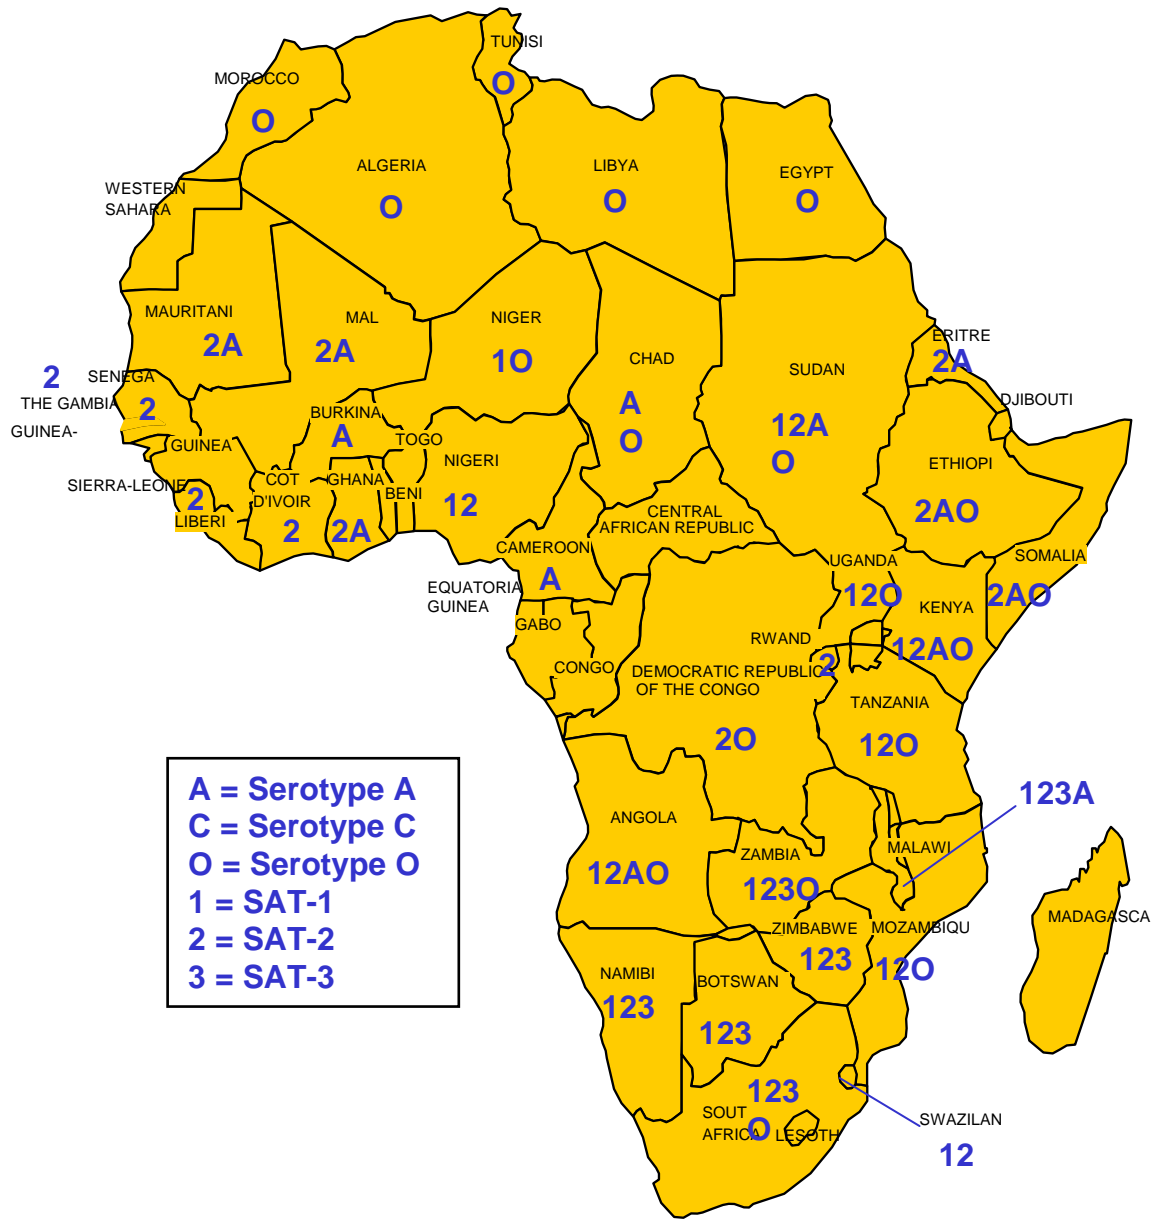 TUNISI
O
MOROCCO
O
ALGERIA
O
LIBYA
O
EGYPT
O
WESTERN
SAHARA
MAURITANI
2A
MAL
2A
NIGER
1O
CHAD
A
O
SUDAN
12A
O
ERITRE
2A
DJIBOUTI
2
SENEGA
THE GAMBIA
2
GUINEA-
GUINEA
BURKINA
A
TOGO
NIGERI
12
ETHIOPI
2AO
SIERRA-LEONE
2
LIBERI
COT
D'IVOIR
2
GHANA
2A
BENI
CENTRAL
AFRICAN REPUBLIC
CAMEROON
A
EQUATORIA
GUINEA
GABO
CONGO
UGANDA
12O
SOMALIA
2AO
KENYA
12AO
RWAND
2
DEMOCRATIC REPUBLIC
OF THE CONGO
2O
TANZANIA
12O
123A
ANGOLA
12AO
ZAMBIA
123O
MALAWI
ZIMBABWE
123
MOZAMBIQU
12O
MADAGASCA
NAMIBI
123
BOTSWAN
123
123
SOUT
AFRICA
O
LESOTH
SWAZILAN
12
A = Serotype A
C = Serotype C
O = Serotype O
1 = SAT-1
2 = SAT-2
3 = SAT-3